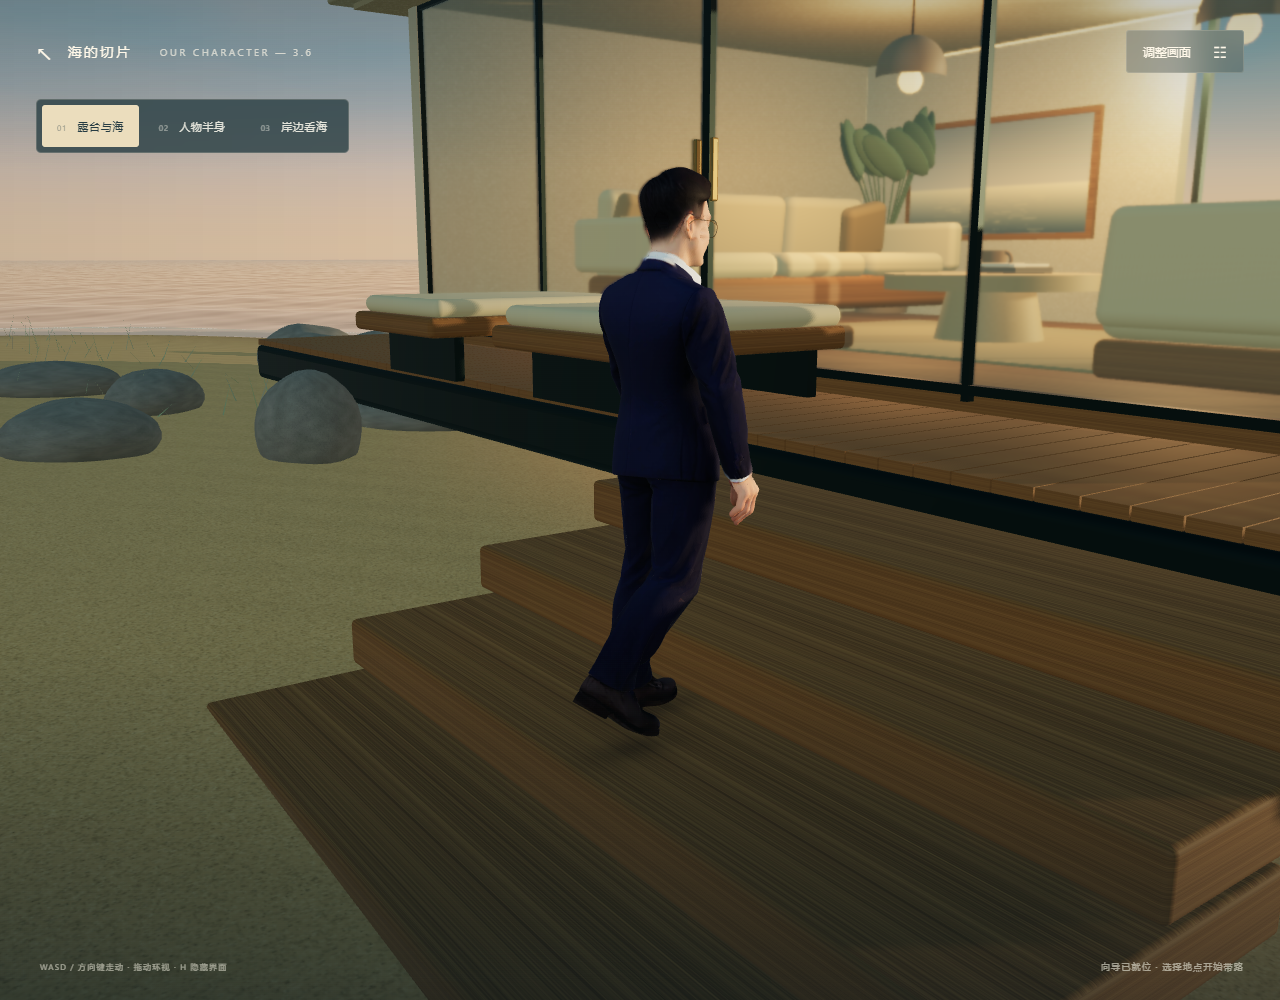 ↖ 海的切片 OUR CHARACTER — 3.6
调整画面
01 露台与海 02 人物半身 03 岸边看海
WASD / 方向键走动 · 拖动环视 · H 隐藏界面
向导已就位 · 选择地点开始带路